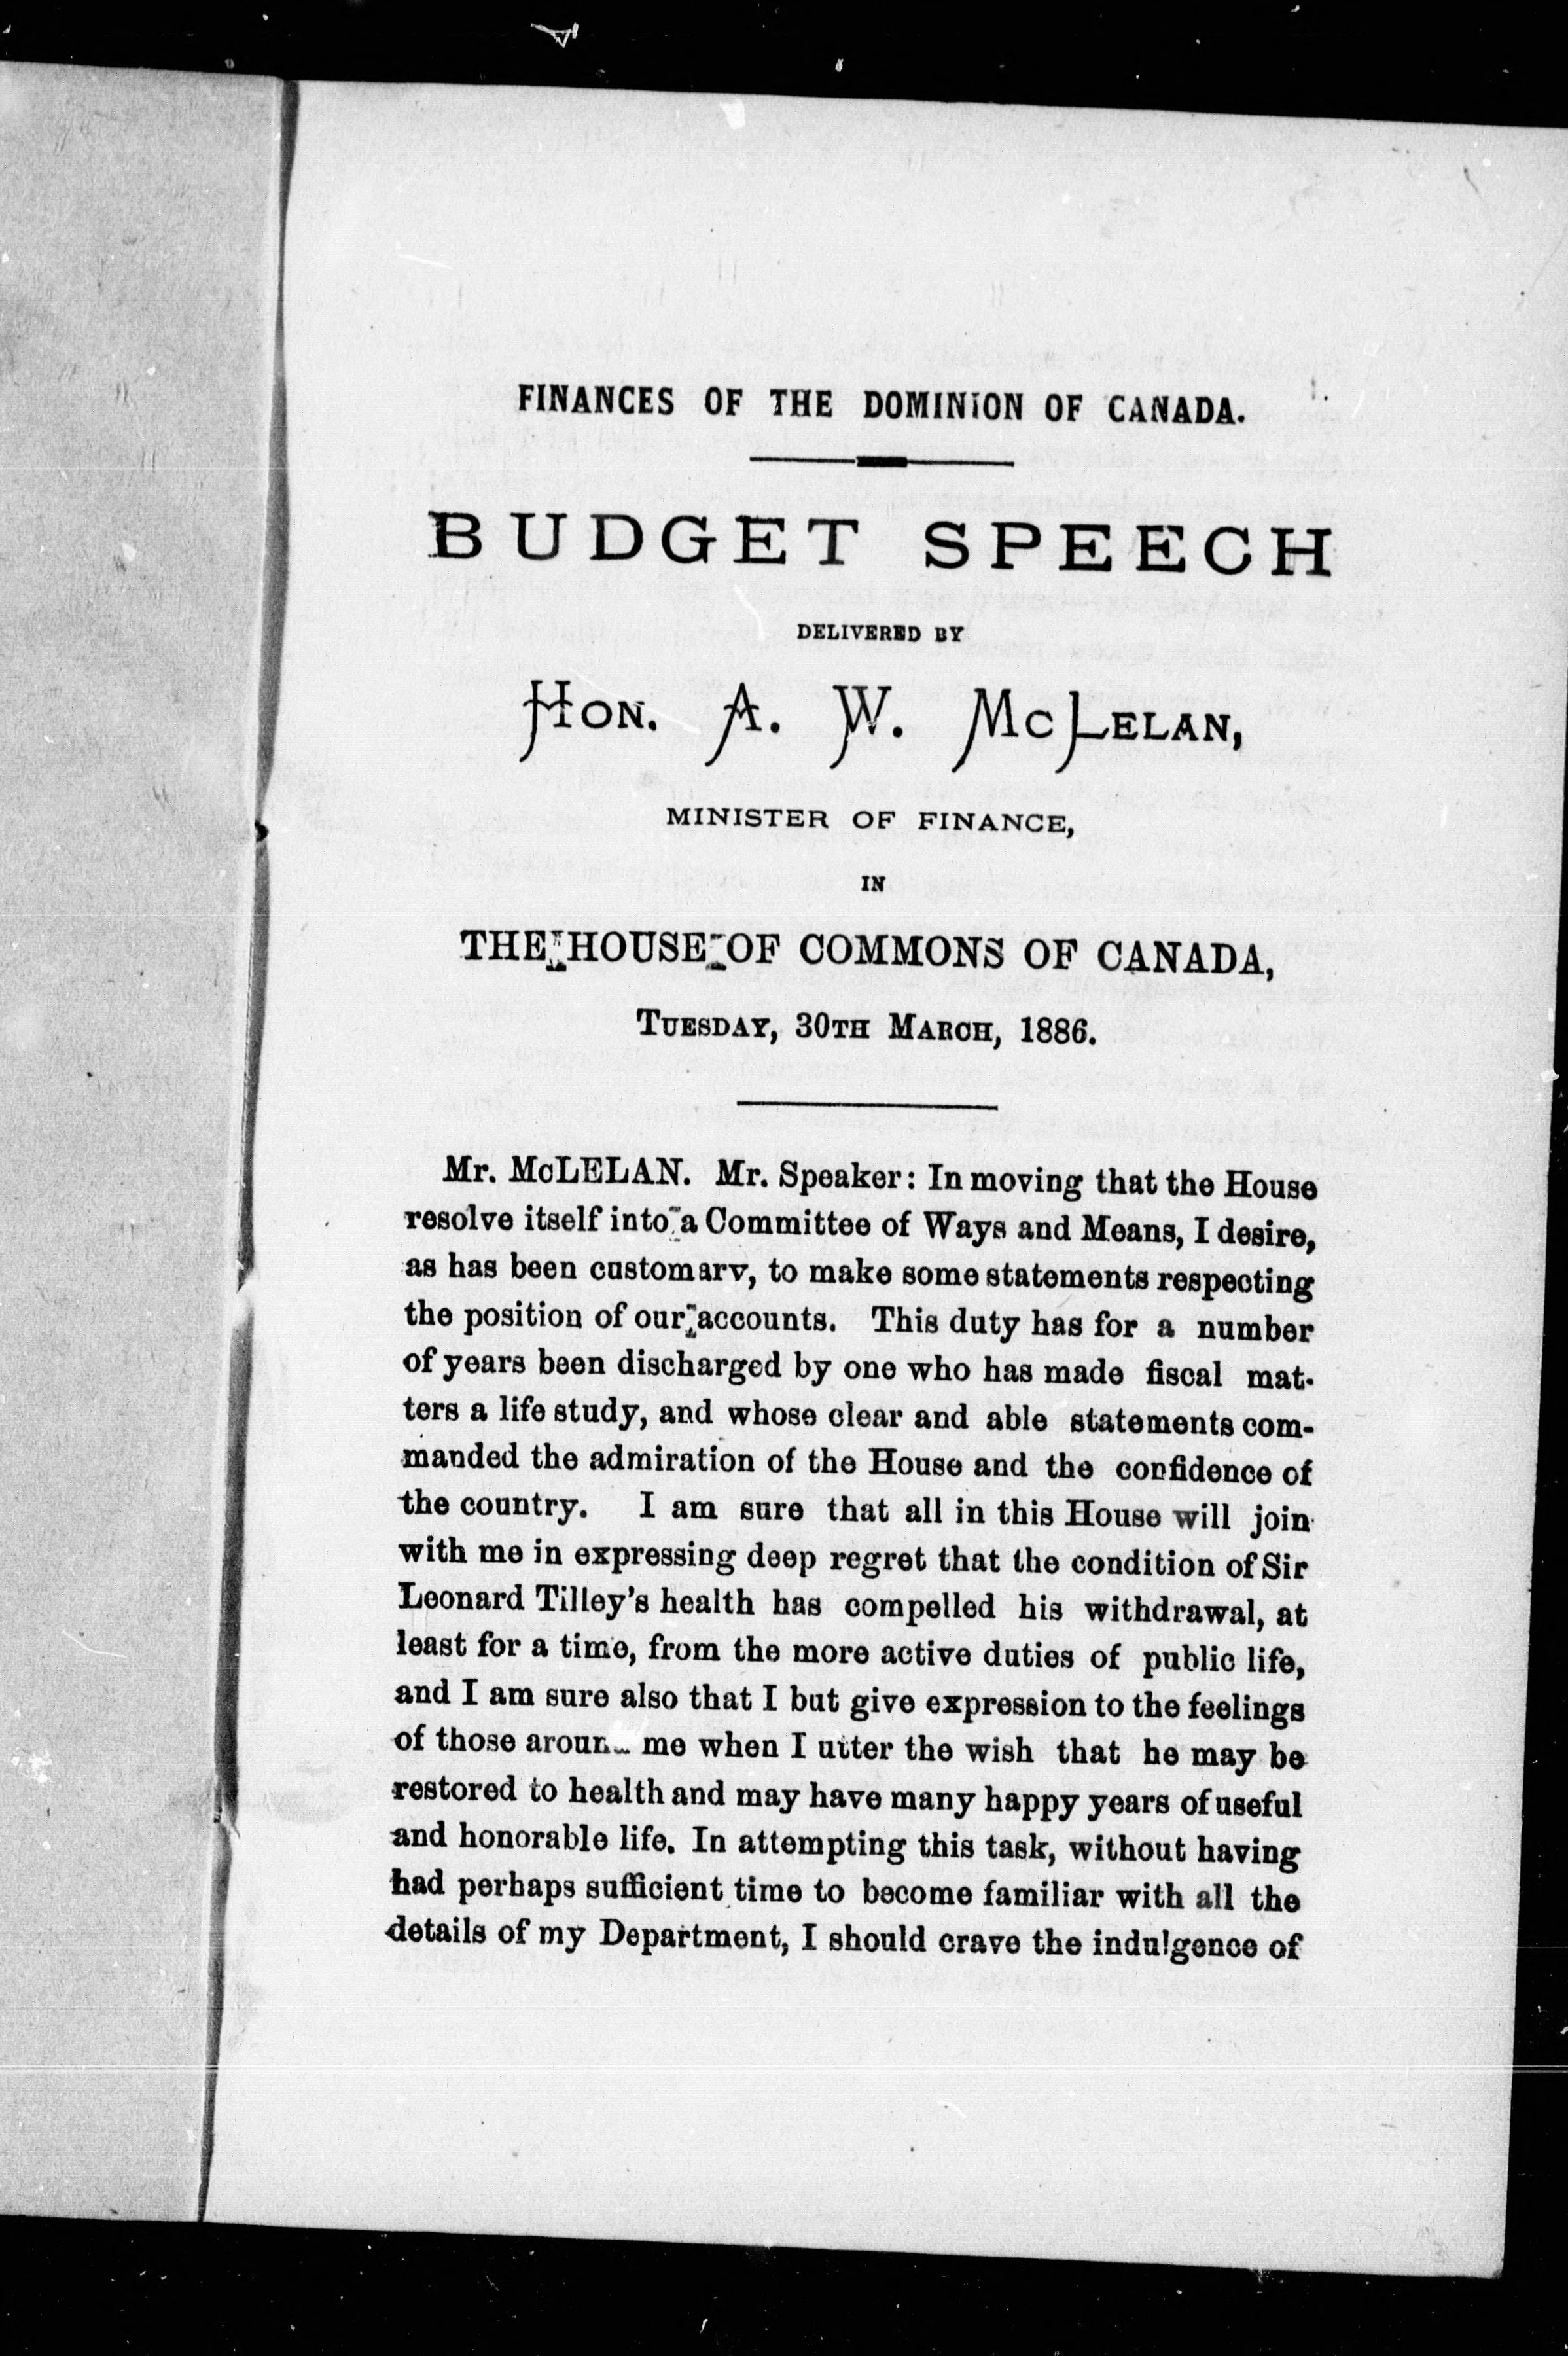 FINANCES OF THE DOMINION OF CANADA.
BUDGET SPEECH
DELIVERED BY
HON. A. W. McLELAN,
MINISTER OF FINANCE,
IN
THE HOUSE OF COMMONS OF CANADA,
TUESDAY, 30TH MARCH, 1886.
Mr. McLELAN. Mr. Speaker: In moving that the House
resolve itself into a Committee of Ways and Means, I desire,
as has been customary, to make some statements respecting
the position of our accounts. This duty has for a number
of years been discharged by one who has made fiscal mat-
ters a life study, and whose clear and able statements com-
manded the admiration of the House and the confidence of
the country. I am sure that all in this House will join
with me in expressing deep regret that the condition of Sir
Leonard Tilley's health has compelled his withdrawal, at
least for a time, from the more active duties of public life,
and I am sure also that I but give expression to the feelings
of those around me when I utter the wish that he may be
restored to health and may have many happy years of useful
and honorable life. In attempting this task, without having
had perhaps sufficient time to become familiar with all the
details of my Department, I should crave the indulgence of